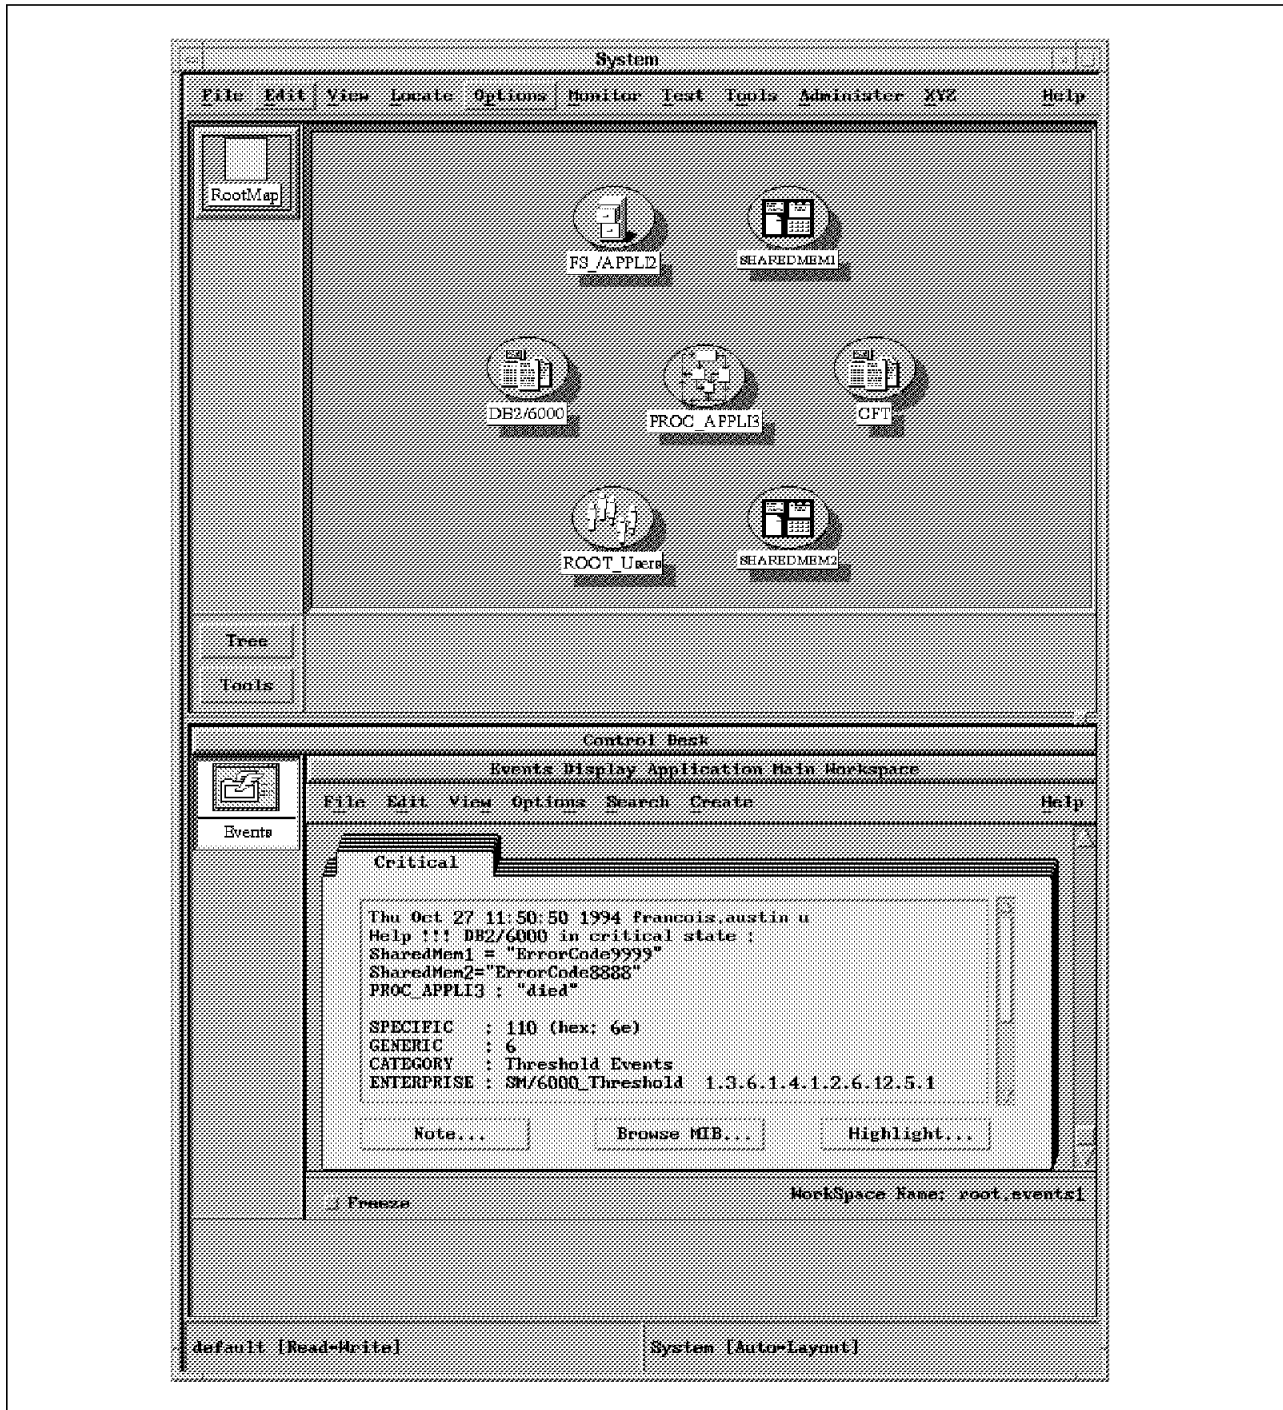 System
File Edit View Locate Options Monitor Test Tools Administer XYZ Help
RootMap
FS_/APPLI2
SHAREDMEM1
DB2/6000
PROC_APPLI3
CFT
ROOT_Users
SHAREDMEM2
Tree
Tools
Control Desk
Events Display Application Main Workspace
File Edit View Options Search Create Help
Events
Critical
Thu Oct 27 11:50:50 1994 francois.austin u
Help !!! DB2/6000 in critical state :
SharedMem1 = "ErrorCode9999"
SharedMem2="ErrorCode8888"
PROC_APPLI3 : "died"
SPECIFIC : 110 (hex: 6e)
GENERIC : 6
CATEGORY : Threshold Events
ENTERPRISE : SM/6000_Threshold 1.3.6.1.4.1.2.6.12.5.1
Note... Browse MIB... Highlight...
Freeze
WorkSpace Name: root.events1
default [Read-Write] System [Auto-Layout]